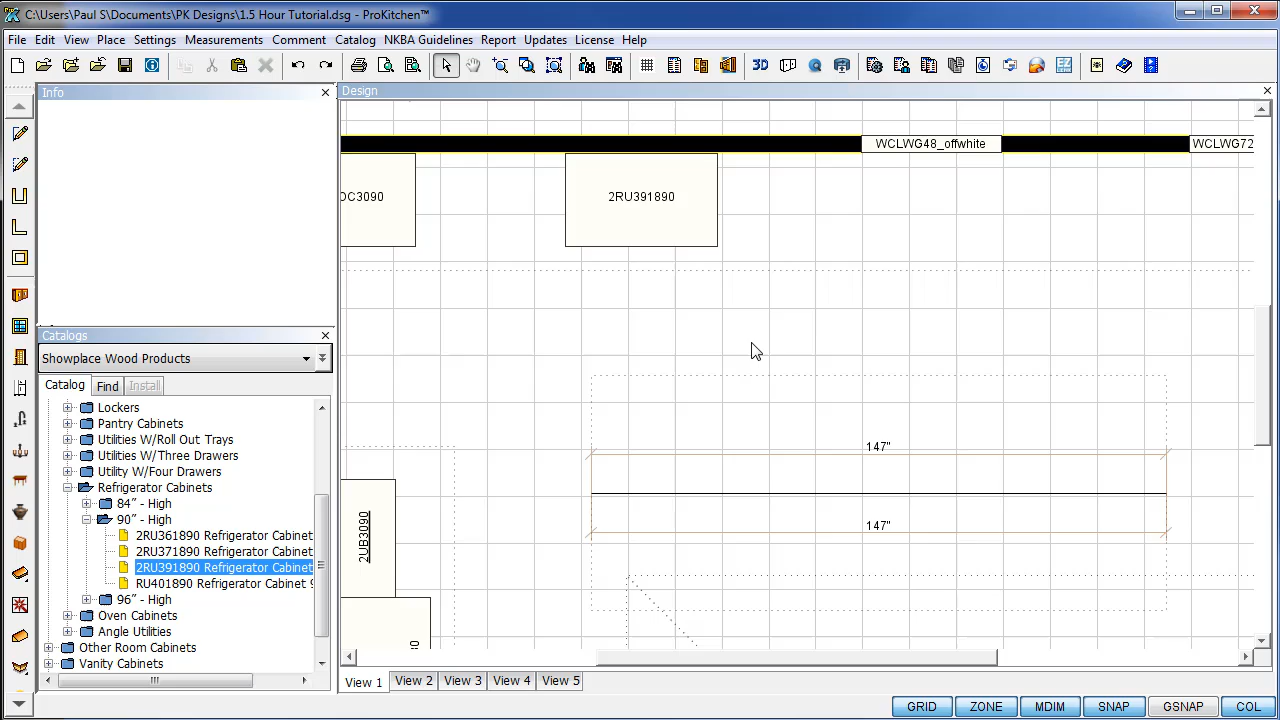 C:\Users\Paul S\Documents\PK Designs\1.5 Hour Tutorial.dsg - ProKitchen™
File Edit View Place Settings Measurements Comment Catalog NKBA Guidelines Report Updates License Help
3D EZ
Info
Design
WCLWG48_offwhite
WCLWG72
DC3090
2RU391890
147"
147"
2UB3090
Catalogs
Showplace Wood Products
Catalog Find Install
Lockers
Pantry Cabinets
Utilities W/Roll Out Trays
Utilities W/Three Drawers
Utility W/Four Drawers
Refrigerator Cabinets
84” - High
90” - High
2RU361890 Refrigerator Cabinet
2RU371890 Refrigerator Cabinet
2RU391890 Refrigerator Cabinet
RU401890 Refrigerator Cabinet 9
96” - High
Oven Cabinets
Angle Utilities
Other Room Cabinets
Vanity Cabinets
View 1 View 2 View 3 View 4 View 5
GRID ZONE MDIM SNAP GSNAP COL